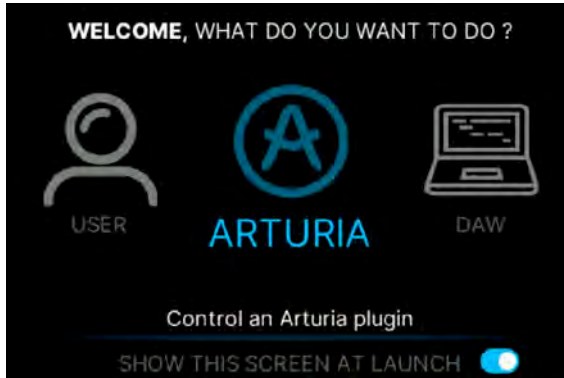 WELCOME, WHAT DO YOU WANT TO DO ?
USER
ARTURIA
DAW
Control an Arturia plugin
SHOW THIS SCREEN AT LAUNCH